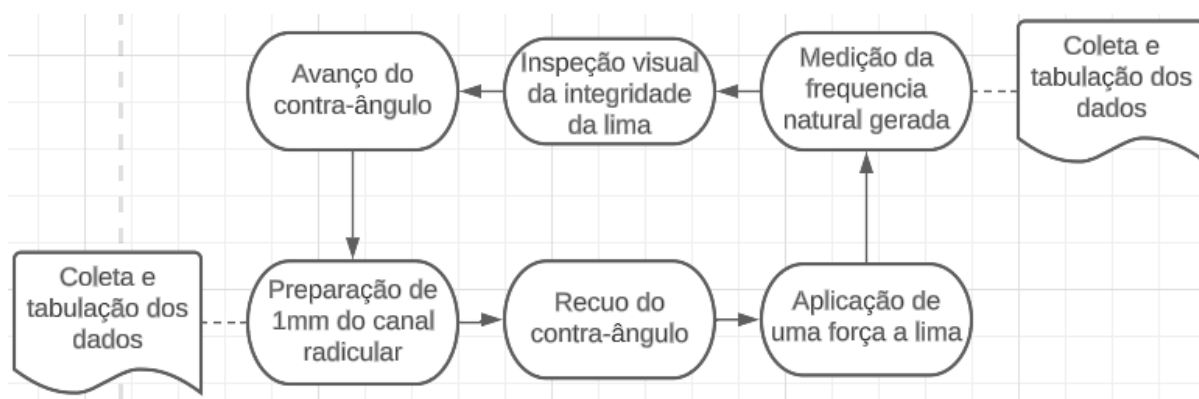 Avanço do
contra-ângulo
Inspeção visual
da integridade
da lima
Medição da
frequencia
natural gerada
Coleta e
tabulação dos
dados
Coleta e
tabulação dos
dados
Preparação de
1mm do canal
radicular
Recuo do
contra-ângulo
Aplicação de
uma força a lima